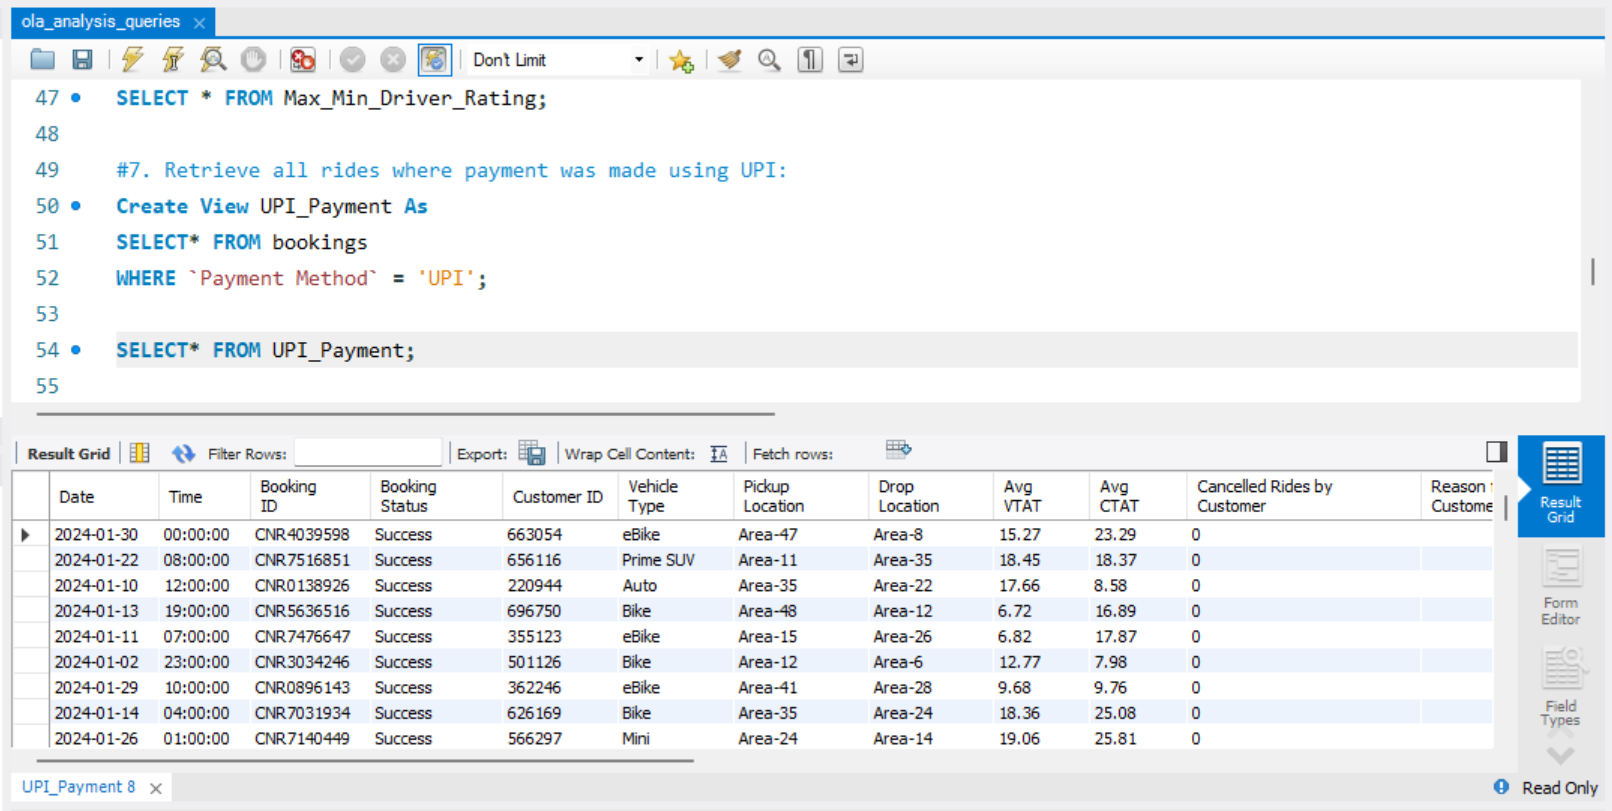 ola_analysis_queries
Don't Limit
47 SELECT * FROM Max_Min_Driver_Rating;
48
49 #7. Retrieve all rides where payment was made using UPI:
50 Create View UPI_Payment As
51 SELECT* FROM bookings
52 WHERE `Payment Method` = 'UPI';
53
54 SELECT* FROM UPI_Payment;
55
Result Grid Filter Rows: Export: Wrap Cell Content: Fetch rows:
Date Time Booking ID Booking Status Customer ID Vehicle Type Pickup Location Drop Location Avg VTAT Avg CTAT Cancelled Rides by Customer Reason
2024-01-30 00:00:00 CNR4039598 Success 663054 eBike Area-47 Area-8 15.27 23.29 0
2024-01-22 08:00:00 CNR7516851 Success 656116 Prime SUV Area-11 Area-35 18.45 18.37 0
2024-01-10 12:00:00 CNR0138926 Success 220944 Auto Area-35 Area-22 17.66 8.58 0
2024-01-13 19:00:00 CNR5636516 Success 696750 Bike Area-48 Area-12 6.72 16.89 0
2024-01-11 07:00:00 CNR7476647 Success 355123 eBike Area-15 Area-26 6.82 17.87 0
2024-01-02 23:00:00 CNR3034246 Success 501126 Bike Area-12 Area-6 12.77 7.98 0
2024-01-29 10:00:00 CNR0896143 Success 362246 eBike Area-41 Area-28 9.68 9.76 0
2024-01-14 04:00:00 CNR7031934 Success 626169 Bike Area-35 Area-24 18.36 25.08 0
2024-01-26 01:00:00 CNR7140449 Success 566297 Mini Area-24 Area-14 19.06 25.81 0
Result
Grid
Form
Editor
Field
Types
UPI_Payment 8
Read Only